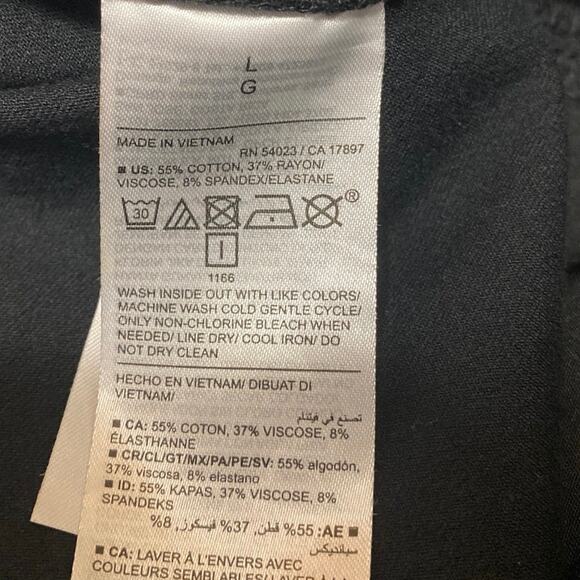 L
G
MADE IN VIETNAM
RN 54023 / CA 17897
US: 55% COTTON, 37% RAYON/
VISCOSE, 8% SPANDEX/ELASTANE
30
®
1166
WASH INSIDE OUT WITH LIKE COLORS/
MACHINE WASH COLD GENTLE CYCLE/
ONLY NON-CHLORINE BLEACH WHEN
NEEDED/ LINE DRY/ COOL IRON/ DO
NOT DRY CLEAN
HECHO EN VIETNAM/ DIBUAT DI
VIETNAM/
تصنع في فيتنام
CA: 55% COTON, 37% VISCOSE, 8%
ÉLASTHANNE
CR/CL/GT/MX/PA/PE/SV: 55% algodón,
37% viscosa, 8% elastano
ID: 55% KAPAS, 37% VISCOSE, 8%
SPANDEKS
AE: 55% قطن, 37% فيسكوز, 8%
سباندیکس
CA: LAVER À L'ENVERS AVEC
COULEURS SEMBLABLES/ LAVER À